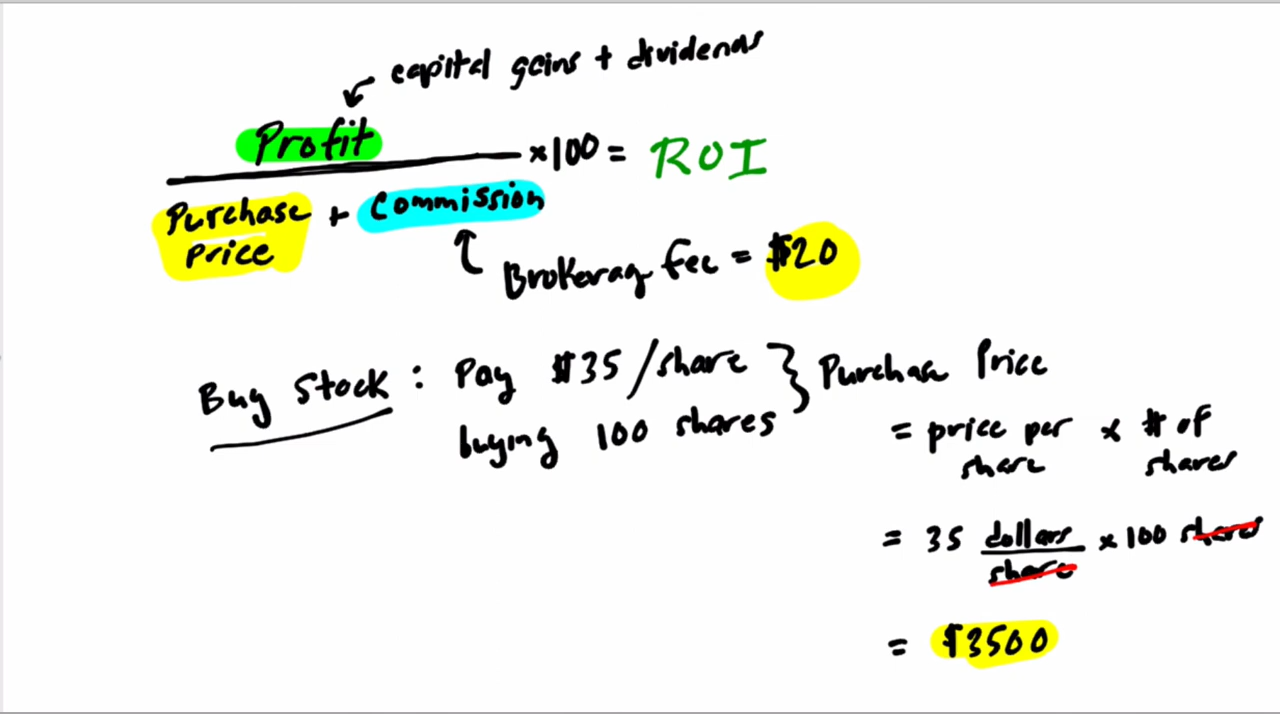 capital gains + dividends
Profit
×100 = ROI
Purchase + Commission
Price
Brokerag fee = $20
Buy Stock : Pay $35/share } Purchase Price
buying 100 shares
= price per × # of
share shares
= 35 dollars × 100 shares
share
= $3500